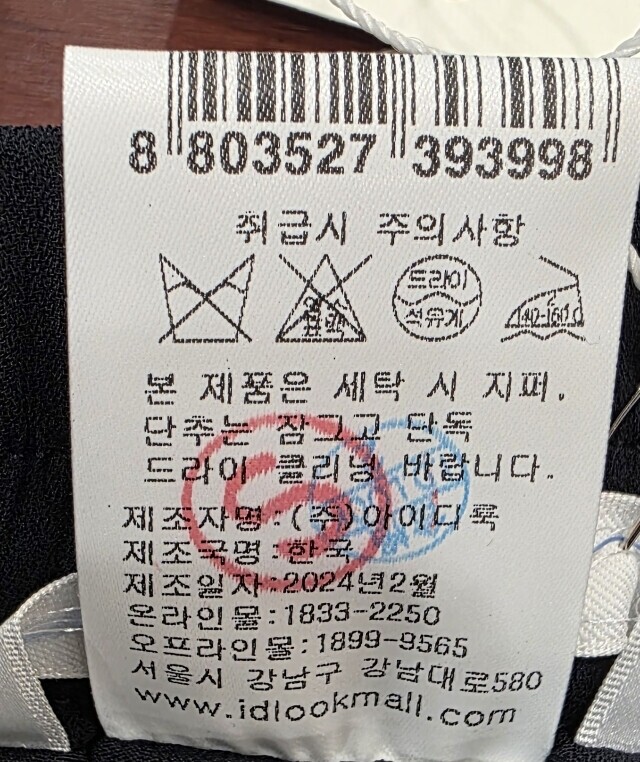 8 803527 393998
취급시 주의사항
드라이
석유계
140-160℃
본 제품은 세탁 시 지퍼.
단추는 잠그고 단독
드라이 클리닝 바랍니다.
제조자명:(주)아이디룩
제조국명:한국
제조일자:2024년2월
온라인몰:1833-2250
오프라인몰:1899-9565
서울시 강남구 강남대로580
www.idlookmall.com